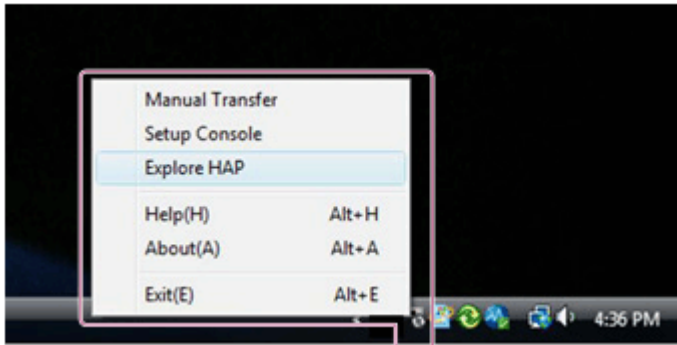 Manual Transfer
Setup Console
Explore HAP
Help(H) Alt+H
About(A) Alt+A
Exit(E) Alt+E
4:36 PM